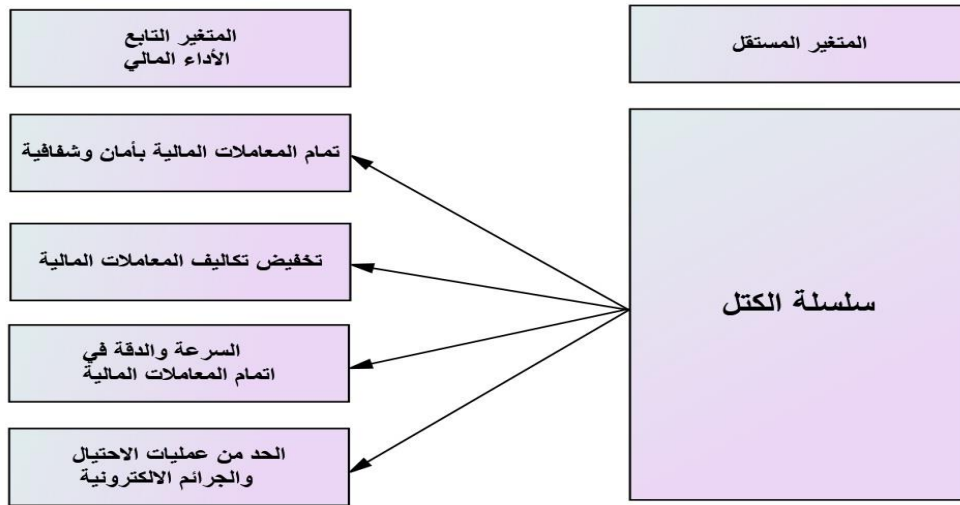 المتغير المستقل
سلسلة الكتل
المتغير التابع
الأداء المالي
تمام المعاملات المالية بأمان وشفافية
تخفيض تكاليف المعاملات المالية
السرعة والدقة في
اتمام المعاملات المالية
الحد من عمليات الاحتيال
والجرائم الالكترونية